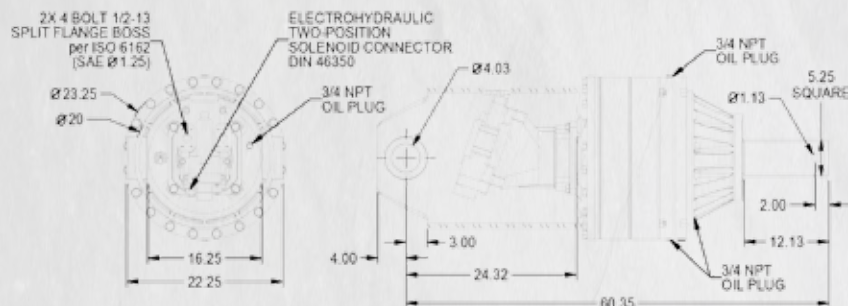 2X 4 BOLT 1/2-13
SPLIT FLANGE BOSS
per ISO 6162
(SAE Ø 1.25)
ELECTROHYDRAULIC
TWO-POSITION
SOLENOID CONNECTOR
DIN 46350
3/4 NPT
OIL PLUG
Ø23.25
Ø20
16.25
22.25
Ø4.03
3/4 NPT
OIL PLUG
5.25
SQUARE
Ø1.13
2.00
12.13
3/4 NPT
OIL PLUG
4.00
3.00
24.32
60.35